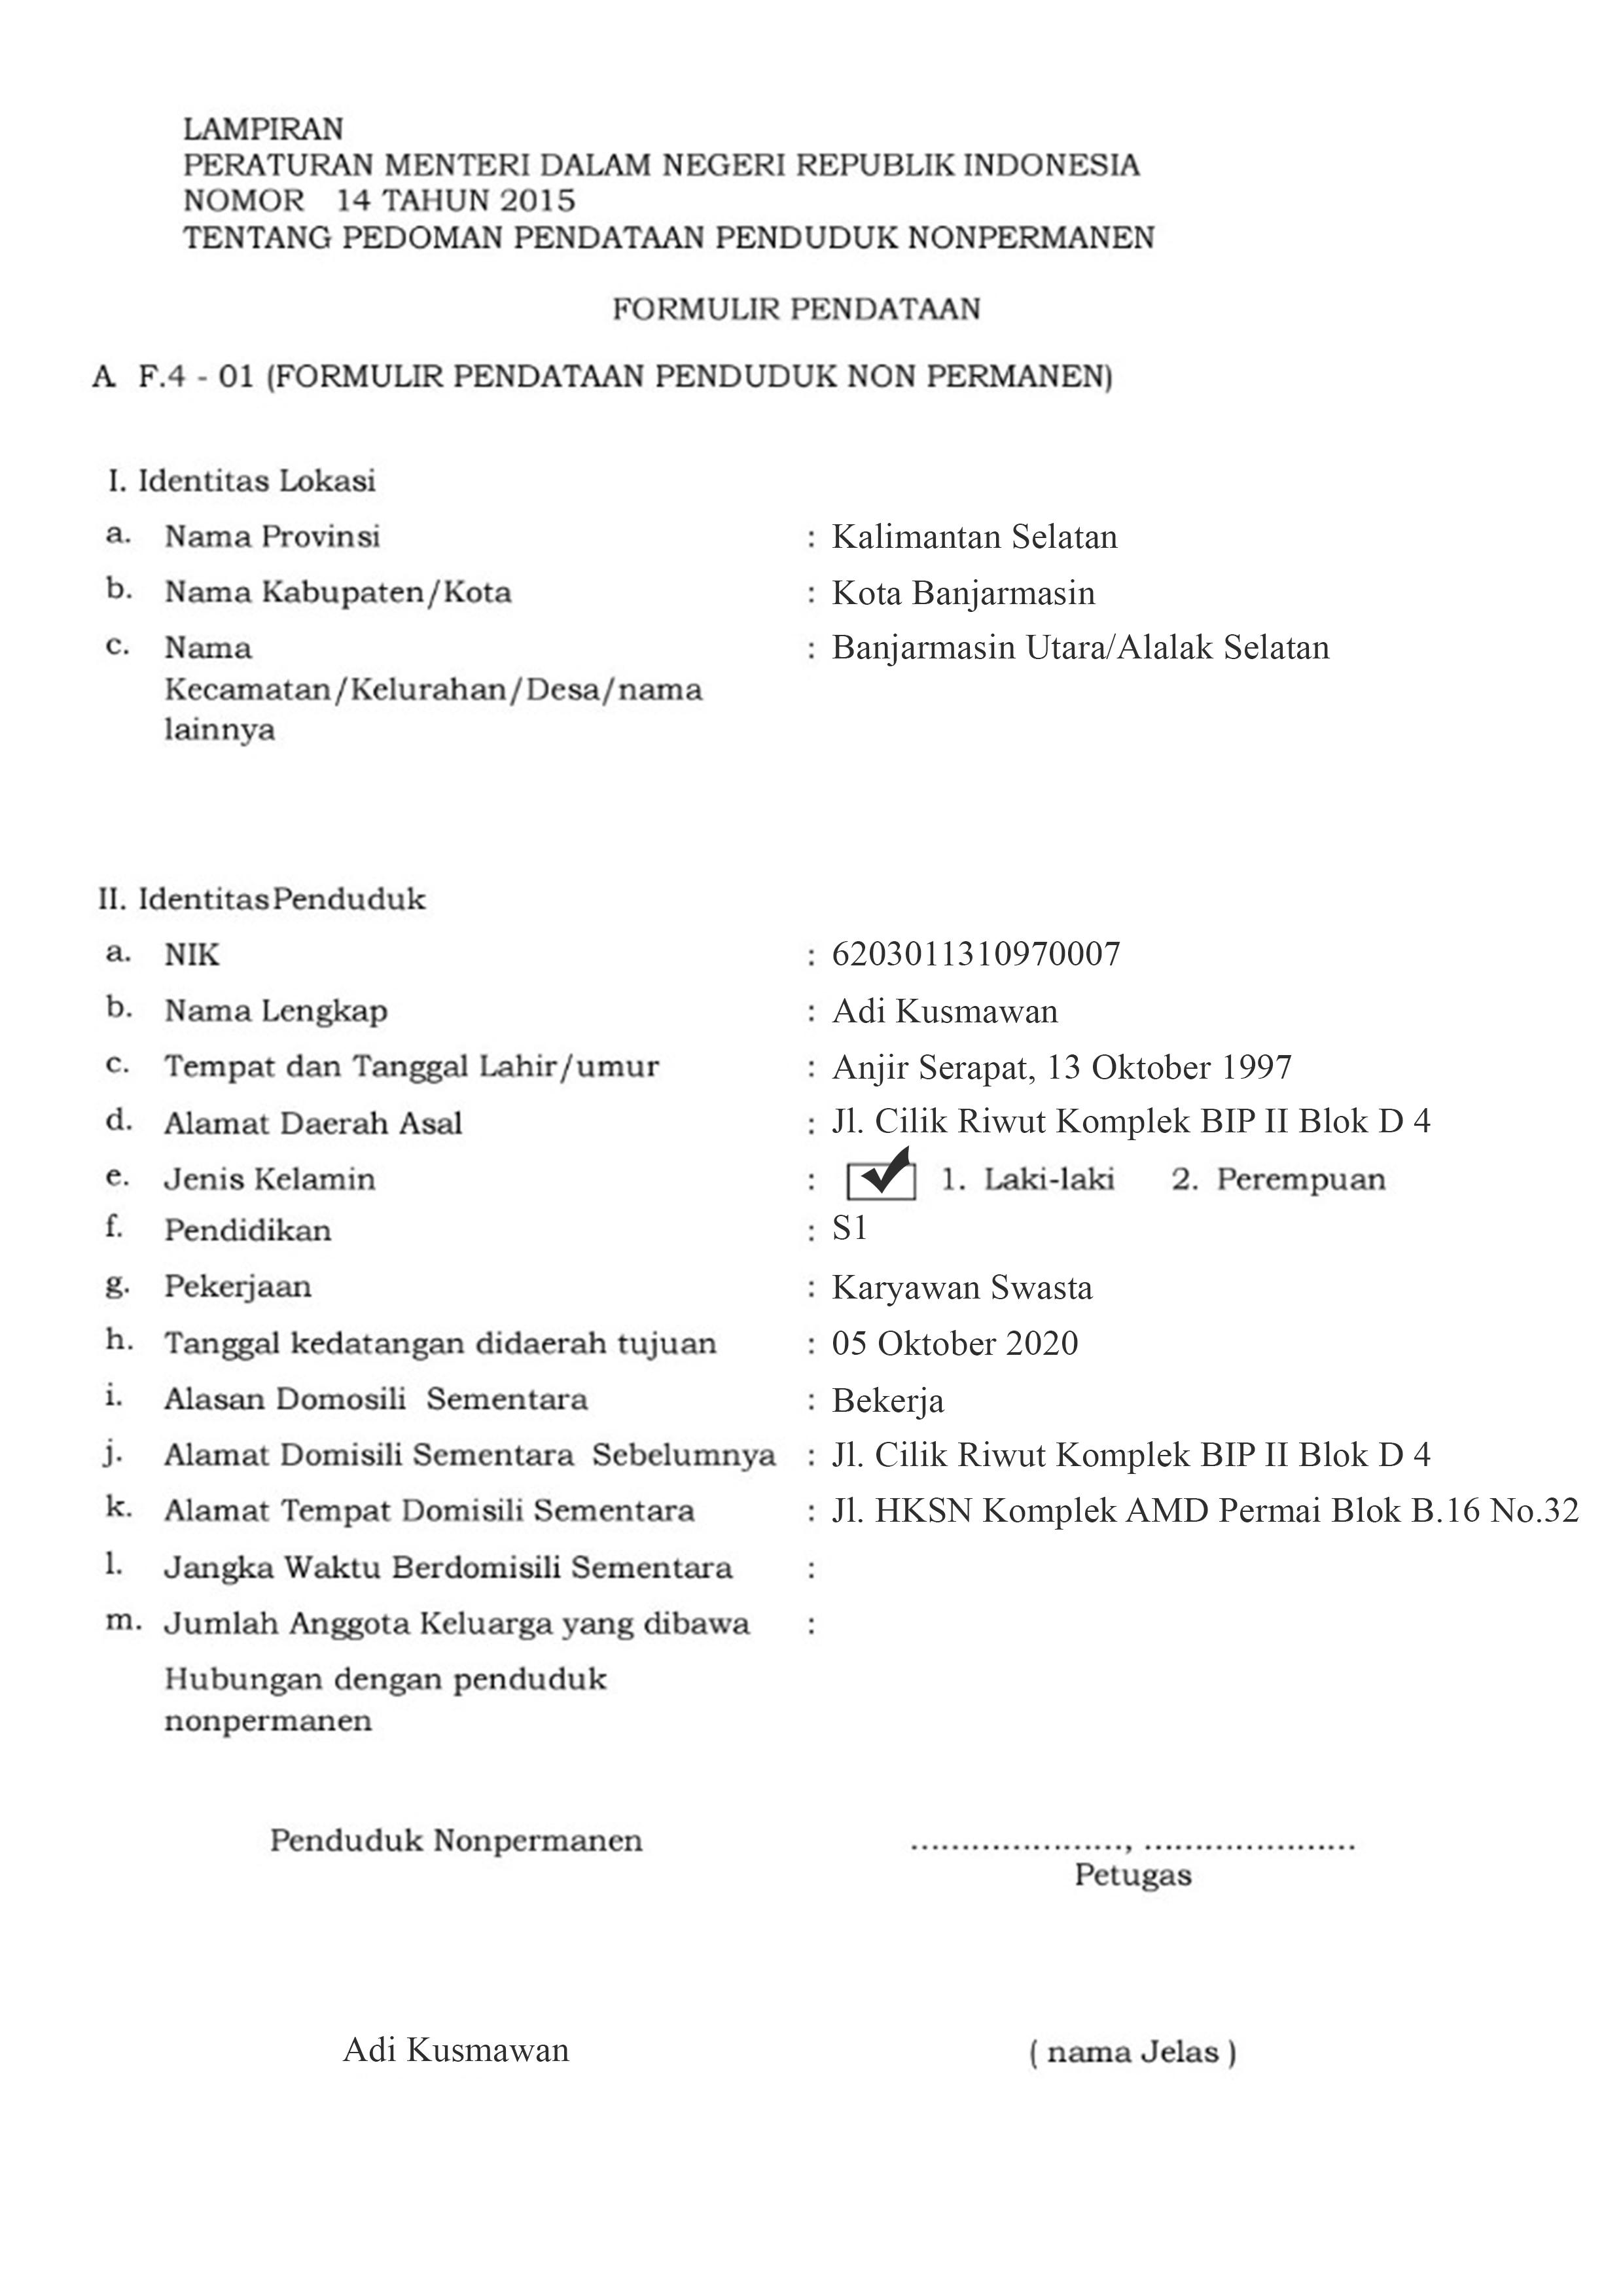 LAMPIRAN
PERATURAN MENTERI DALAM NEGERI REPUBLIK INDONESIA
NOMOR 14 TAHUN 2015
TENTANG PEDOMAN PENDATAAN PENDUDUK NONPERMANEN
FORMULIR PENDATAAN
A F.4 - 01 (FORMULIR PENDATAAN PENDUDUK NON PERMANEN)
I. Identitas Lokasi
a. Nama Provinsi : Kalimantan Selatan
b. Nama Kabupaten/Kota : Kota Banjarmasin
c. Nama : Banjarmasin Utara/Alalak Selatan
Kecamatan/Kelurahan/Desa/nama
lainnya
II. Identitas Penduduk
a. NIK : 6203011310970007
b. Nama Lengkap : Adi Kusmawan
c. Tempat dan Tanggal Lahir/umur : Anjir Serapat, 13 Oktober 1997
d. Alamat Daerah Asal : Jl. Cilik Riwut Komplek BIP II Blok D 4
e. Jenis Kelamin : ✓ 1. Laki-laki 2. Perempuan
f. Pendidikan : S1
g. Pekerjaan : Karyawan Swasta
h. Tanggal kedatangan didaerah tujuan : 05 Oktober 2020
i. Alasan Domosili Sementara : Bekerja
j. Alamat Domisili Sementara Sebelumnya : Jl. Cilik Riwut Komplek BIP II Blok D 4
k. Alamat Tempat Domisili Sementara : Jl. HKSN Komplek AMD Permai Blok B.16 No.32
l. Jangka Waktu Berdomisili Sementara :
m. Jumlah Anggota Keluarga yang dibawa :
Hubungan dengan penduduk
nonpermanen
Penduduk Nonpermanen ....................., .....................
Petugas
Adi Kusmawan ( nama Jelas )